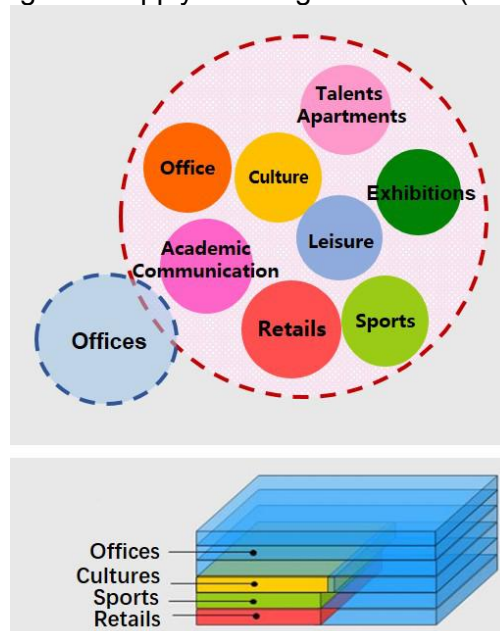 Talents
Apartments
Office
Culture
Exhibitions
Academic
Communication
Leisure
Offices
Retails
Sports
Offices
Cultures
Sports
Retails